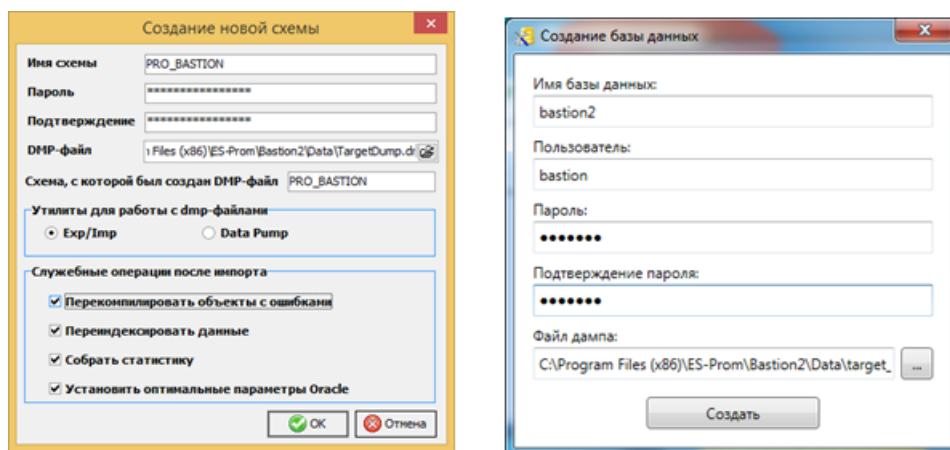 Создание новой схемы
Имя схемы PRO_BASTION
Пароль ****************
Подтверждение ****************
DMP-файл ı Files (x86)\ES-Prom\Bastion2\Data\TargetDump.dr
Схема, с которой был создан DMP-файл PRO_BASTION
Утилиты для работы с dmp-файлами
Exp/Imp Data Pump
Служебные операции после импорта
Перекомпилировать объекты с ошибками
Переиндексировать данные
Собрать статистику
Установить оптимальные параметры Oracle
OK Отмена
Создание базы данных
Имя базы данных:
bastion2
Пользователь:
bastion
Пароль:
●●●●●●●
Подтверждение пароля:
●●●●●●●
Файл дампа:
C:\Program Files (x86)\ES-Prom\Bastion2\Data\target_ ...
Создать